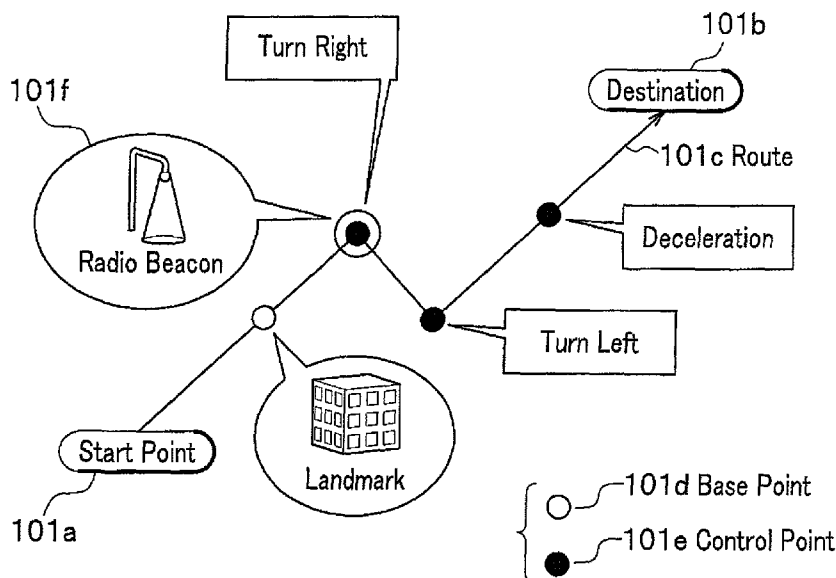 Turn Right
101b
101f
Destination
101c Route
Radio Beacon
Deceleration
Turn Left
Start Point
Landmark
101a
101d Base Point
101e Control Point